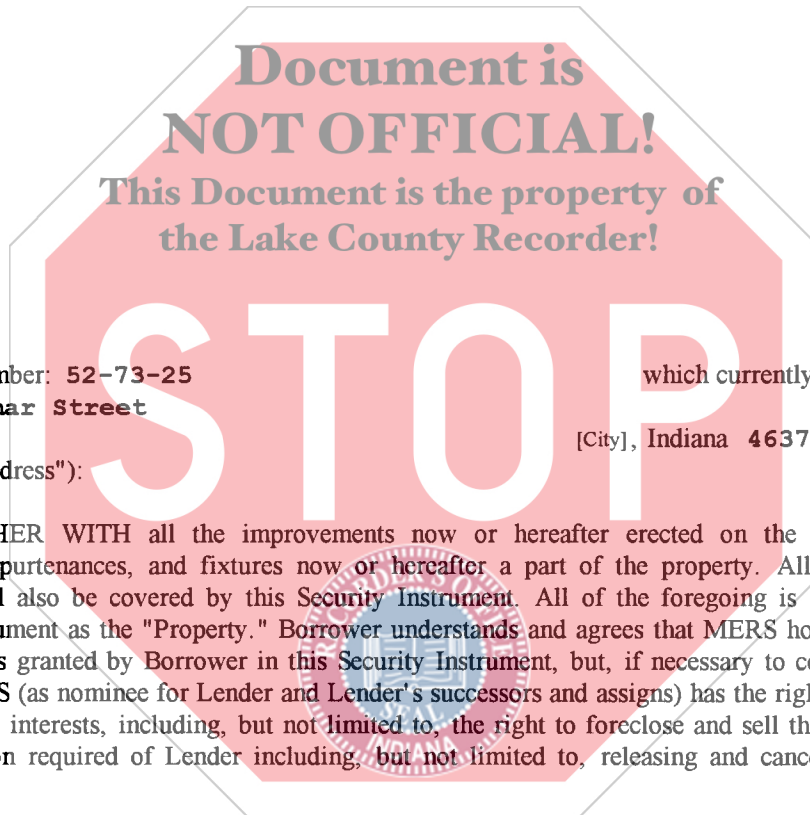 Document is
NOT OFFICIAL!
This Document is the property of
the Lake County Recorder!
STOP
nber: 52-73-25 which currently
nar Street
[City], Indiana 4637
dress"):
HER WITH all the improvements now or hereafter erected on the
purtenances, and fixtures now or hereafter a part of the property. All
l also be covered by this Security Instrument. All of the foregoing is
ument as the "Property." Borrower understands and agrees that MERS ho
s granted by Borrower in this Security Instrument, but, if necessary to c
S (as nominee for Lender and Lender's successors and assigns) has the righ
interests, including, but not limited to, the right to foreclose and sell th
n required of Lender including, but not limited to, releasing and canc
RECORDER'S OFFICE
SEAL
INDIANA